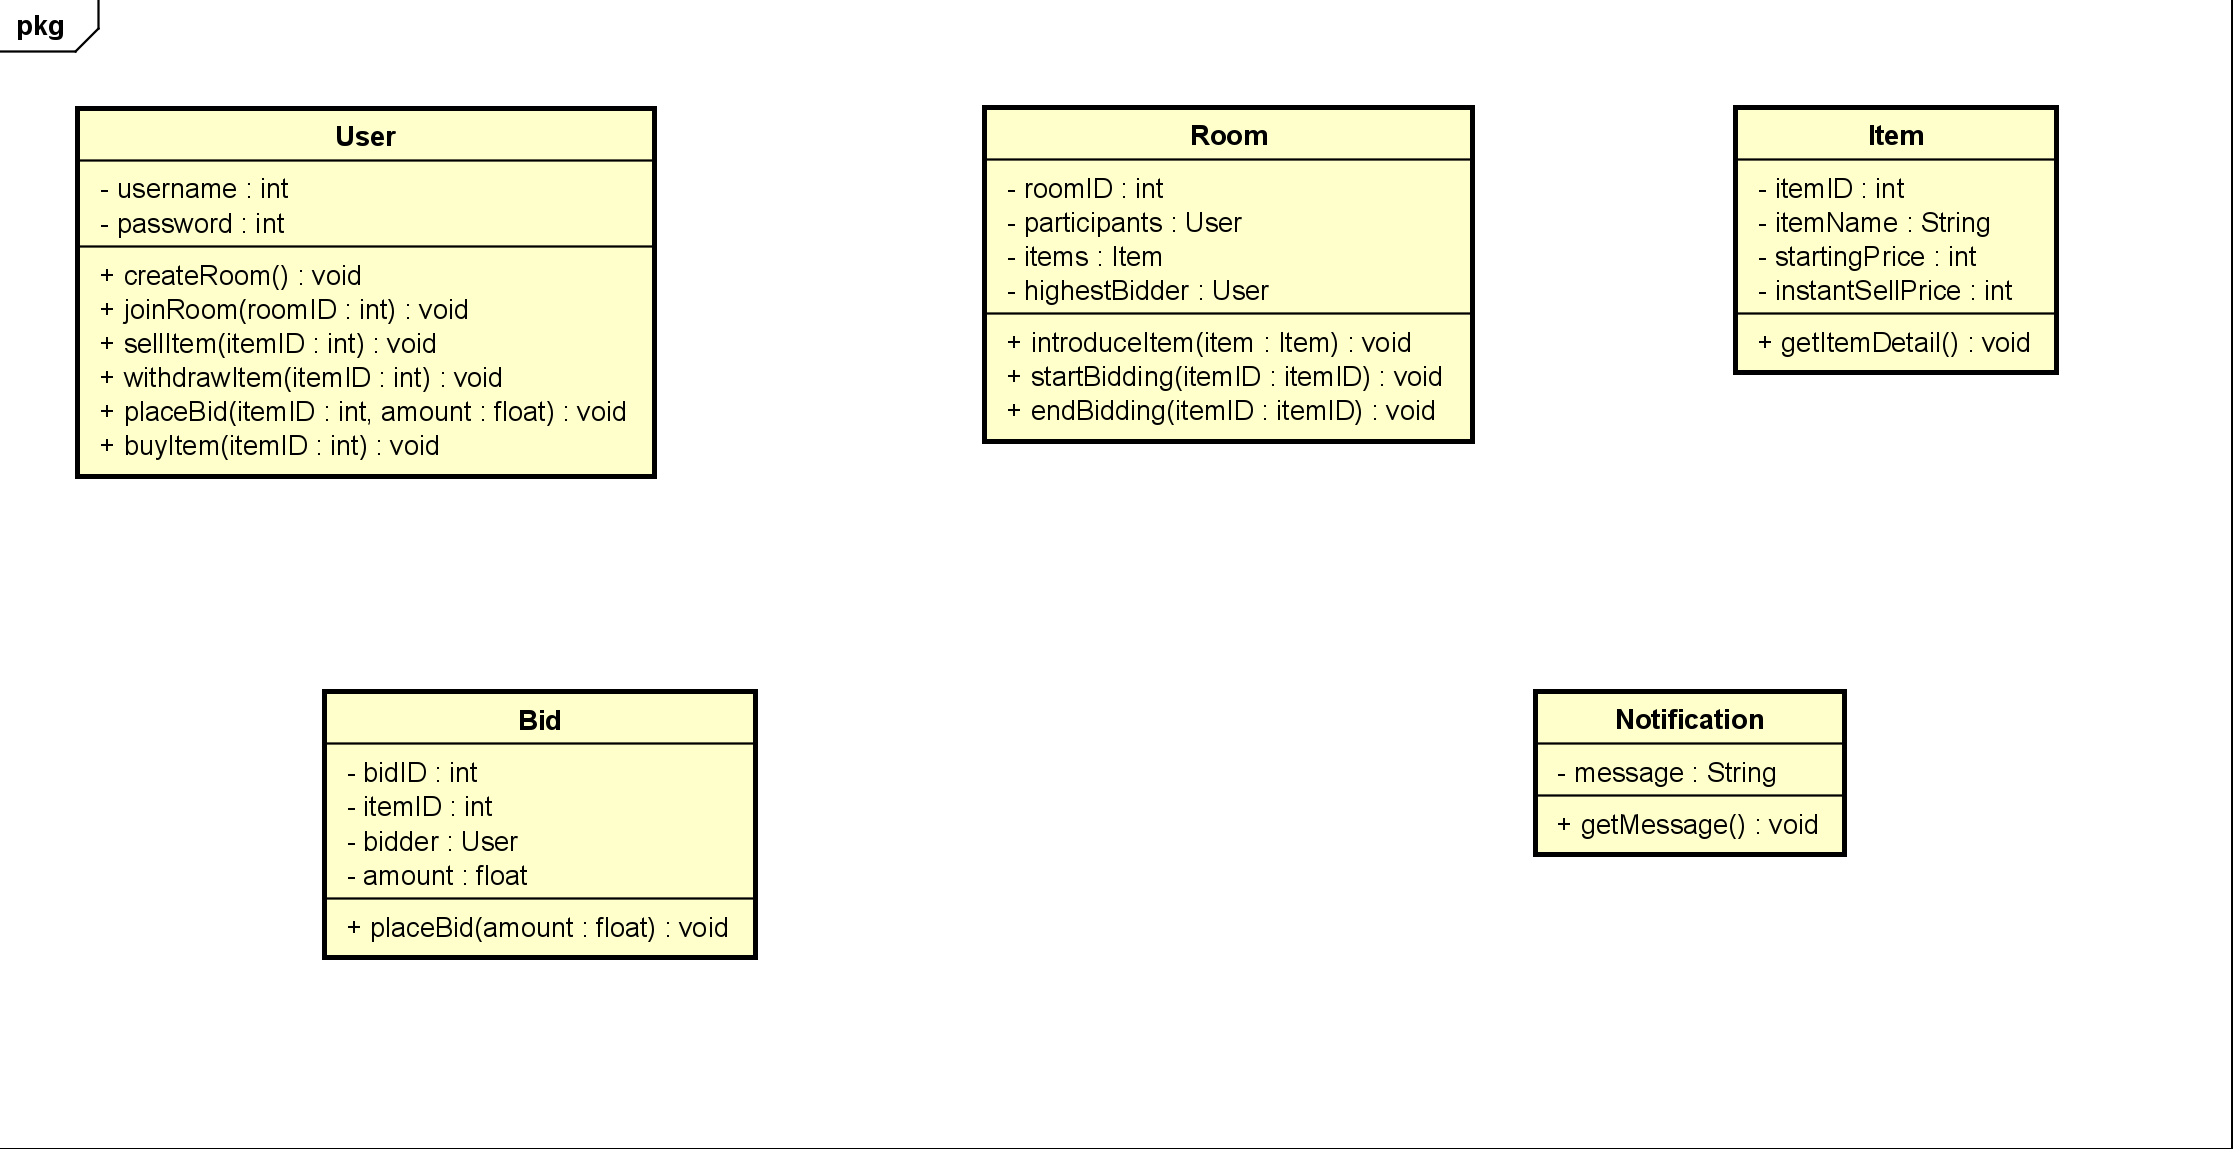 pkg
User
- username : int
- password : int
+ createRoom() : void
+ joinRoom(roomID : int) : void
+ sellItem(itemID : int) : void
+ withdrawItem(itemID : int) : void
+ placeBid(itemID : int, amount : float) : void
+ buyItem(itemID : int) : void
Room
- roomID : int
- participants : User
- items : Item
- highestBidder : User
+ introduceItem(item : Item) : void
+ startBidding(itemID : itemID) : void
+ endBidding(itemID : itemID) : void
Item
- itemID : int
- itemName : String
- startingPrice : int
- instantSellPrice : int
+ getItemDetail() : void
Bid
- bidID : int
- itemID : int
- bidder : User
- amount : float
+ placeBid(amount : float) : void
Notification
- message : String
+ getMessage() : void